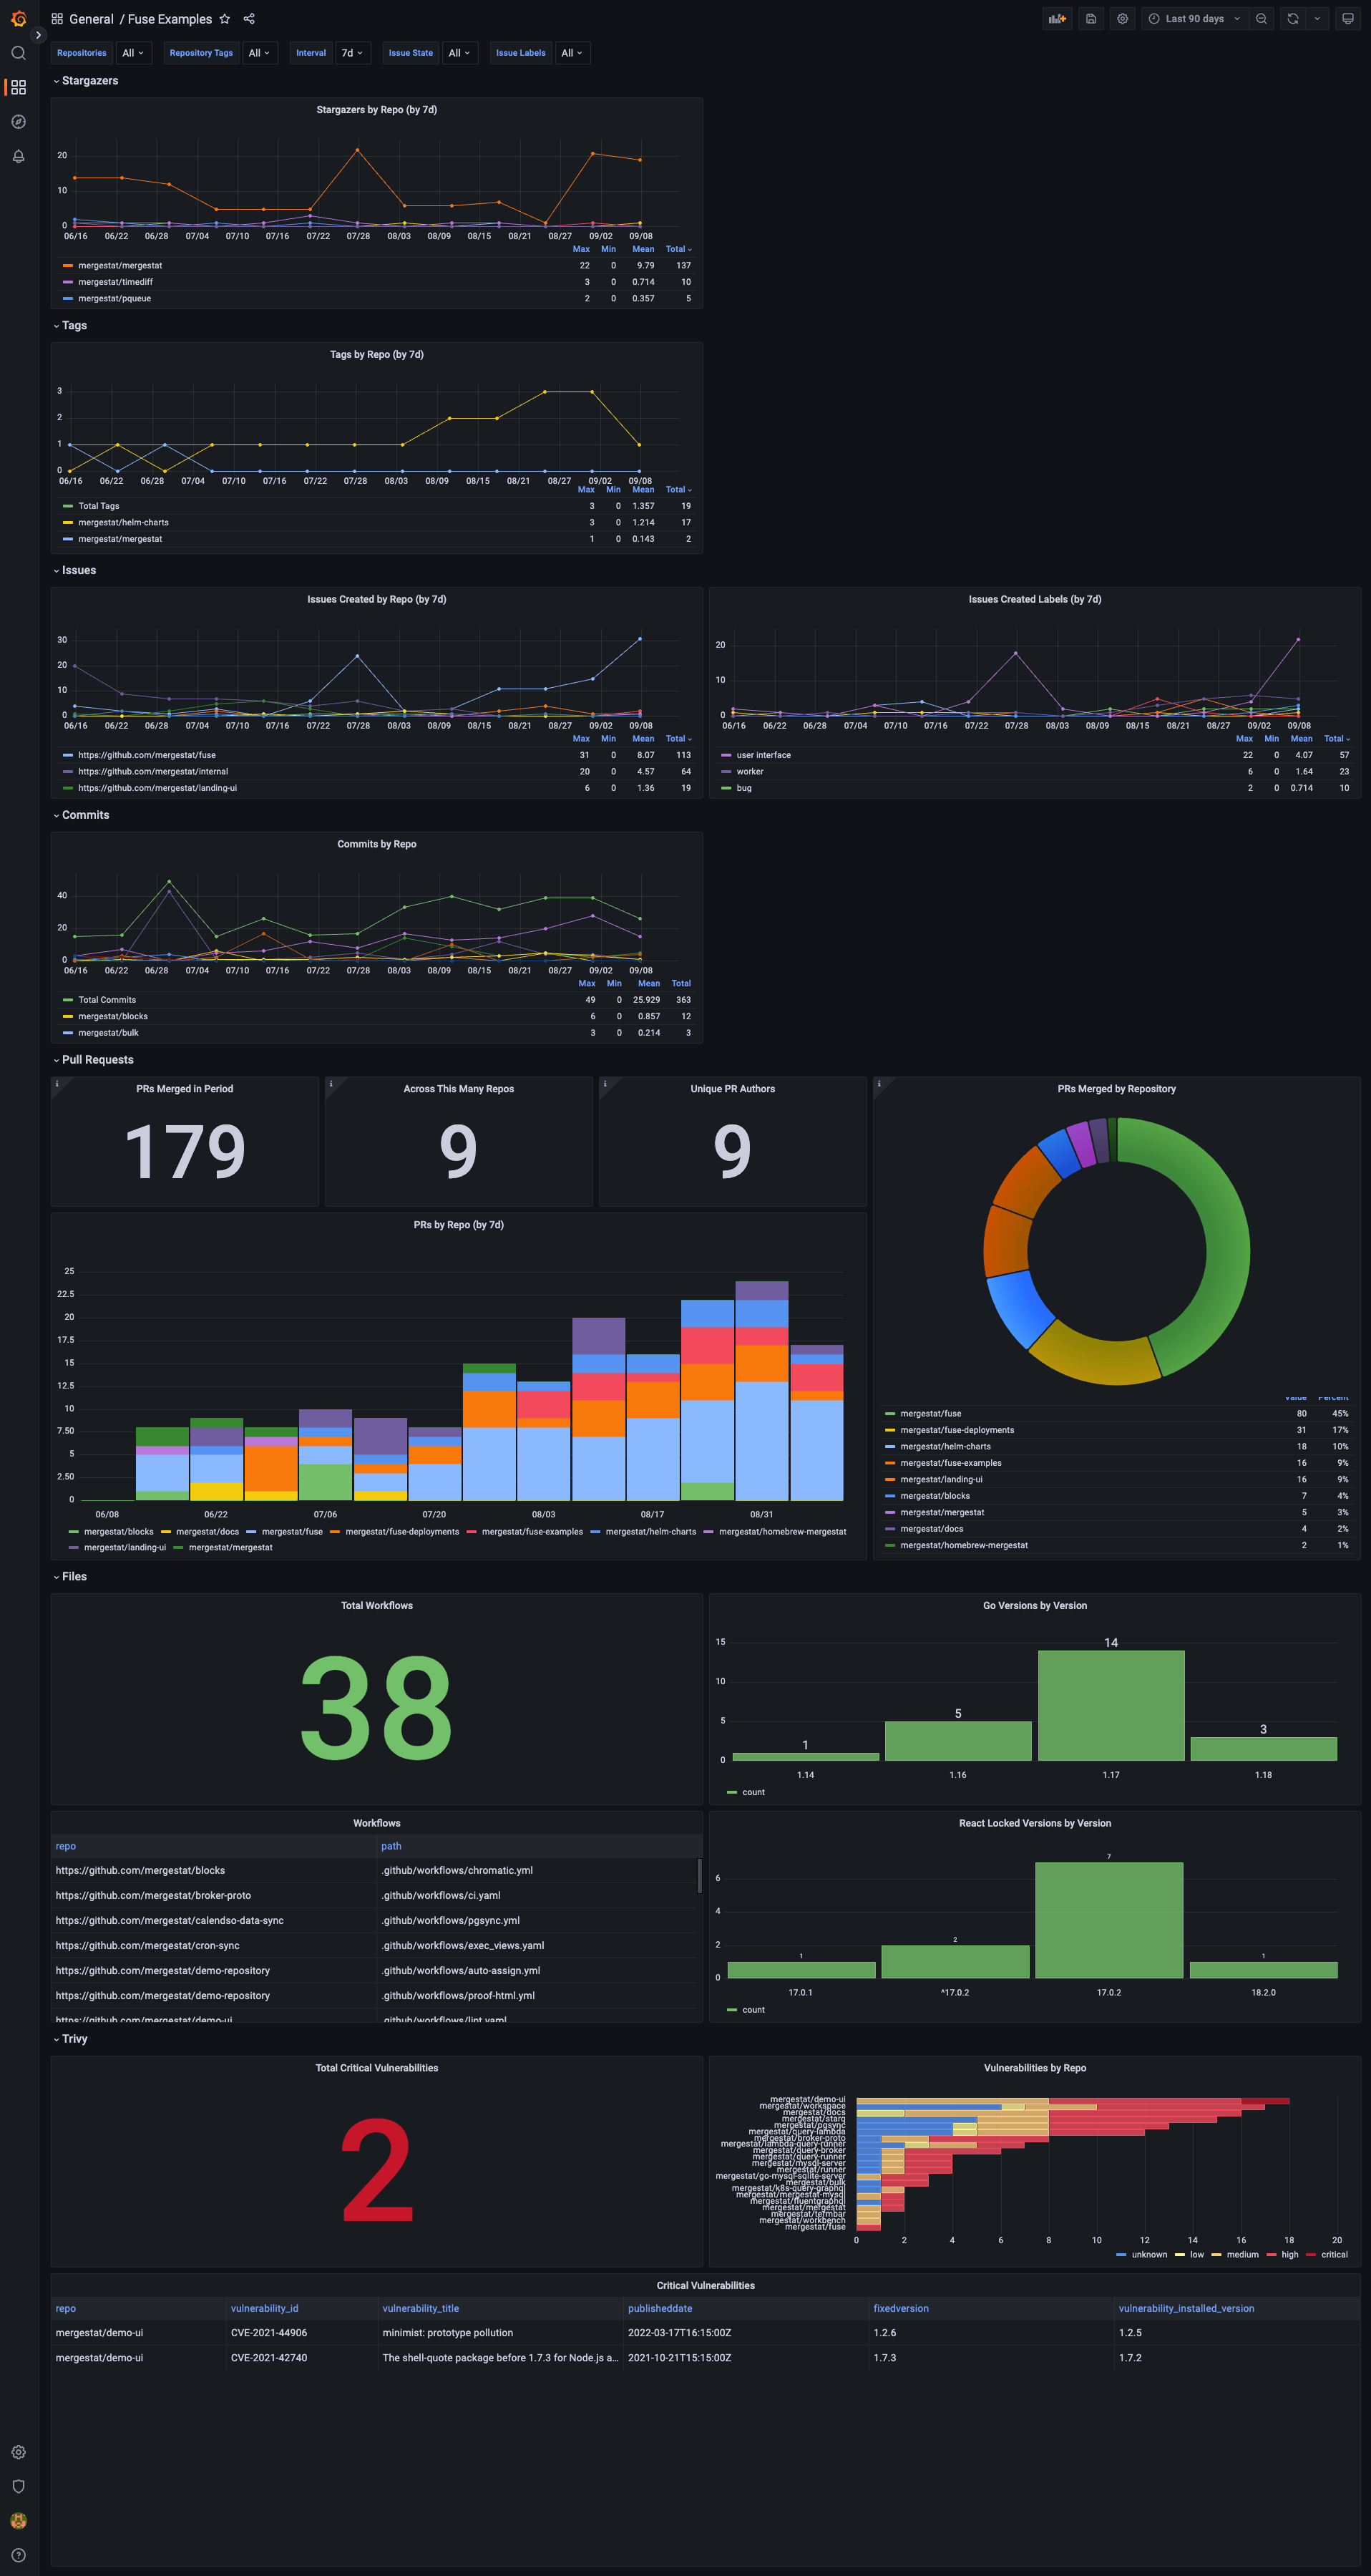 General / Fuse Examples
Last 90 days
Repositories All Repository Tags All Interval 7d Issue State All Issue Labels All
Stargazers
Stargazers by Repo (by 7d)
20
10
0
06/16 06/22 06/28 07/04 07/10 07/16 07/22 07/28 08/03 08/09 08/15 08/21 08/27 09/02 09/08
Max Min Mean Total
mergestat/mergestat 22 0 9.79 137
mergestat/timediff 3 0 0.714 10
mergestat/pqueue 2 0 0.357 5
Tags
Tags by Repo (by 7d)
3
2
1
0
06/16 06/22 06/28 07/04 07/10 07/16 07/22 07/28 08/03 08/09 08/15 08/21 08/27 09/02 09/08
Max Min Mean Total
Total Tags 3 0 1.357 19
mergestat/helm-charts 3 0 1.214 17
mergestat/mergestat 1 0 0.143 2
Issues
Issues Created by Repo (by 7d)
30
20
10
0
06/16 06/22 06/28 07/04 07/10 07/16 07/22 07/28 08/03 08/09 08/15 08/21 08/27 09/02 09/08
Max Min Mean Total
https://github.com/mergestat/fuse 31 0 8.07 113
https://github.com/mergestat/internal 20 0 4.57 64
https://github.com/mergestat/landing-ui 6 0 1.36 19
Issues Created Labels (by 7d)
20
10
0
06/16 06/22 06/28 07/04 07/10 07/16 07/22 07/28 08/03 08/09 08/15 08/21 08/27 09/02 09/08
Max Min Mean Total
user interface 22 0 4.07 57
worker 6 0 1.64 23
bug 2 0 0.714 10
Commits
Commits by Repo
40
20
0
06/16 06/22 06/28 07/04 07/10 07/16 07/22 07/28 08/03 08/09 08/15 08/21 08/27 09/02 09/08
Max Min Mean Total
Total Commits 49 0 25.929 363
mergestat/blocks 6 0 0.857 12
mergestat/bulk 3 0 0.214 3
Pull Requests
PRs Merged in Period
179
Across This Many Repos
9
Unique PR Authors
9
PRs Merged by Repository
Value Percent
mergestat/fuse 80 45%
mergestat/fuse-deployments 31 17%
mergestat/helm-charts 18 10%
mergestat/fuse-examples 16 9%
mergestat/landing-ui 16 9%
mergestat/blocks 7 4%
mergestat/mergestat 5 3%
mergestat/docs 4 2%
mergestat/homebrew-mergestat 2 1%
PRs by Repo (by 7d)
25
22.5
20
17.5
15
12.5
10
7.50
5
2.50
0
06/08 06/22 07/06 07/20 08/03 08/17 08/31
mergestat/blocks mergestat/docs mergestat/fuse mergestat/fuse-deployments mergestat/fuse-examples mergestat/helm-charts mergestat/homebrew-mergestat
mergestat/landing-ui mergestat/mergestat
Files
Total Workflows
38
Go Versions by Version
15
10
5
0
1 5 14 3
1.14 1.16 1.17 1.18
count
Workflows
repo path
https://github.com/mergestat/blocks .github/workflows/chromatic.yml
https://github.com/mergestat/broker-proto .github/workflows/ci.yaml
https://github.com/mergestat/calendso-data-sync .github/workflows/pgsync.yml
https://github.com/mergestat/cron-sync .github/workflows/exec_views.yaml
https://github.com/mergestat/demo-repository .github/workflows/auto-assign.yml
https://github.com/mergestat/demo-repository .github/workflows/proof-html.yml
https://github.com/mergestat/demo-ui .github/workflows/lint.yaml
React Locked Versions by Version
6
4
2
0
1 2 7 1
17.0.1 ^17.0.2 17.0.2 18.2.0
count
Trivy
Total Critical Vulnerabilities
2
Vulnerabilities by Repo
mergestat/demo-ui
mergestat/workspace
mergestat/docs
mergestat/starq
mergestat/pgsync
mergestat/query-lambda
mergestat/broker-proto
mergestat/lambda-query-runner
mergestat/query-broker
mergestat/query-runner
mergestat/mysql-server
mergestat/runner
mergestat/go-mysql-sqlite-server
mergestat/bulk
mergestat/k8s-query-graphql
mergestat/mergestat-mysql
mergestat/fluentgraphql
mergestat/mergestat
mergestat/termbar
mergestat/workbench
mergestat/fuse
0 2 4 6 8 10 12 14 16 18 20
unknown low medium high critical
Critical Vulnerabilities
repo vulnerability_id vulnerability_title publisheddate fixedversion vulnerability_installed_version
mergestat/demo-ui CVE-2021-44906 minimist: prototype pollution 2022-03-17T16:15:00Z 1.2.6 1.2.5
mergestat/demo-ui CVE-2021-42740 The shell-quote package before 1.7.3 for Node.js a... 2021-10-21T15:15:00Z 1.7.3 1.7.2